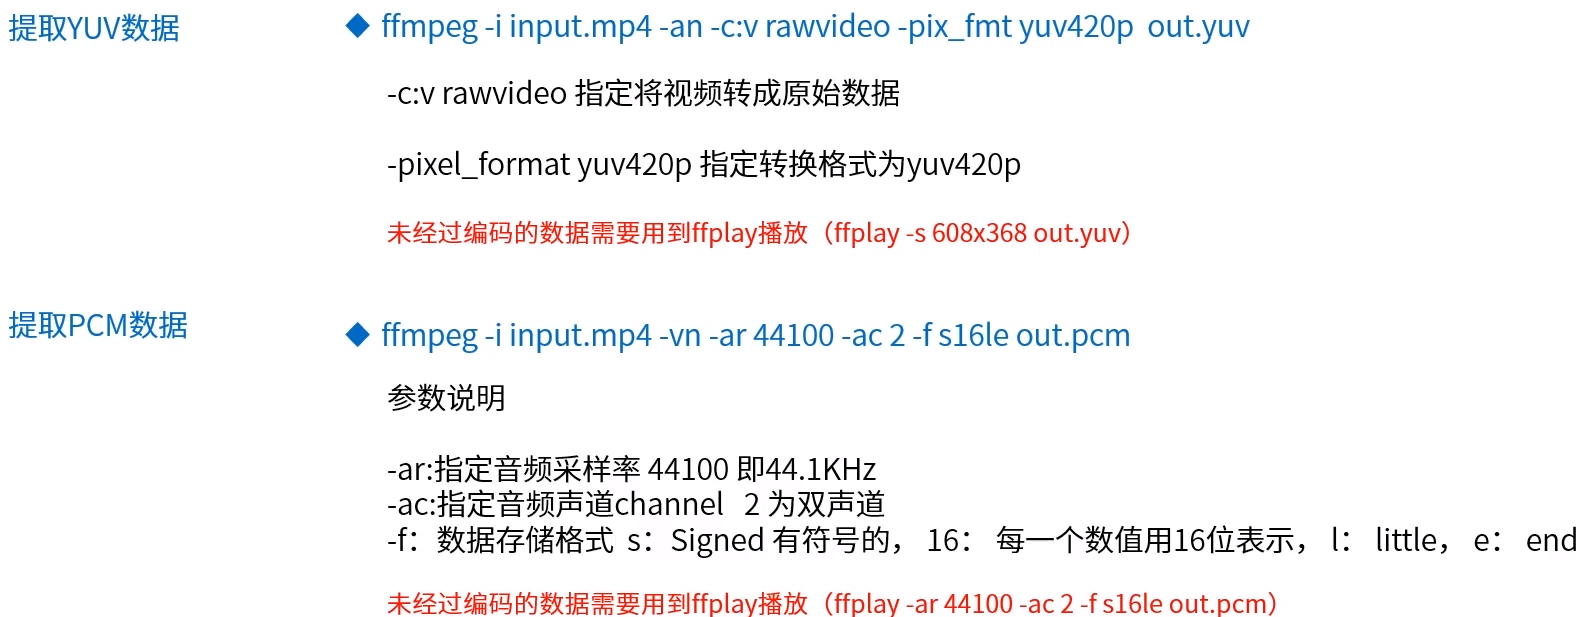 提取YUV数据
◆ ffmpeg -i input.mp4 -an -c:v rawvideo -pix_fmt yuv420p out.yuv
-c:v rawvideo 指定将视频转成原始数据
-pixel_format yuv420p 指定转换格式为yuv420p
未经过编码的数据需要用到ffplay播放（ffplay -s 608x368 out.yuv）
提取PCM数据
◆ ffmpeg -i input.mp4 -vn -ar 44100 -ac 2 -f s16le out.pcm
参数说明
-ar:指定音频采样率 44100 即44.1KHz
-ac:指定音频声道channel 2 为双声道
-f：数据存储格式 s：Signed 有符号的， 16： 每一个数值用16位表示， l： little， e： end
未经过编码的数据需要用到ffplay播放（ffplay -ar 44100 -ac 2 -f s16le out.pcm）